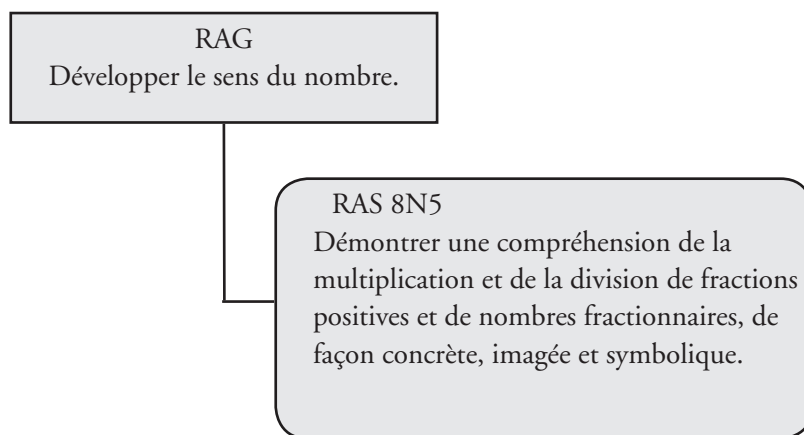 RAG
Développer le sens du nombre.
RAS 8N5
Démontrer une compréhension de la
multiplication et de la division de fractions
positives et de nombres fractionnaires, de
façon concrète, imagée et symbolique.